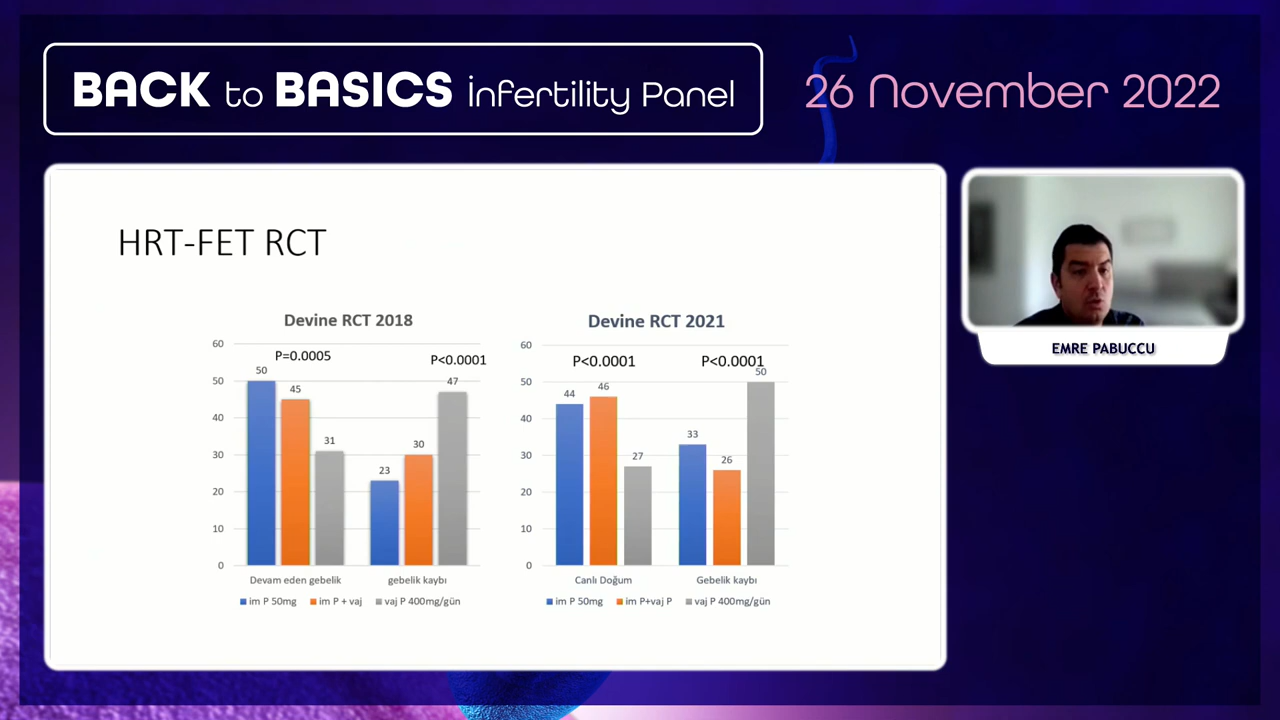 BACK to BASICS İnfertility Panel
26 November 2022
HRT-FET RCT
EMRE PABUCCU
Devine RCT 2018
60
50
40
30
20
10
0
P=0.0005
P<0.0001
50
45
31
23
30
47
Devam eden gebelik
gebelik kaybı
im P 50mg
im P + vaj
vaj P 400mg/gün
Devine RCT 2021
60
50
40
30
20
10
0
P<0.0001
P<0.0001
44
46
27
33
26
50
Canlı Doğum
Gebelik kaybı
im P 50mg
im P+vaj P
vaj P 400mg/gün